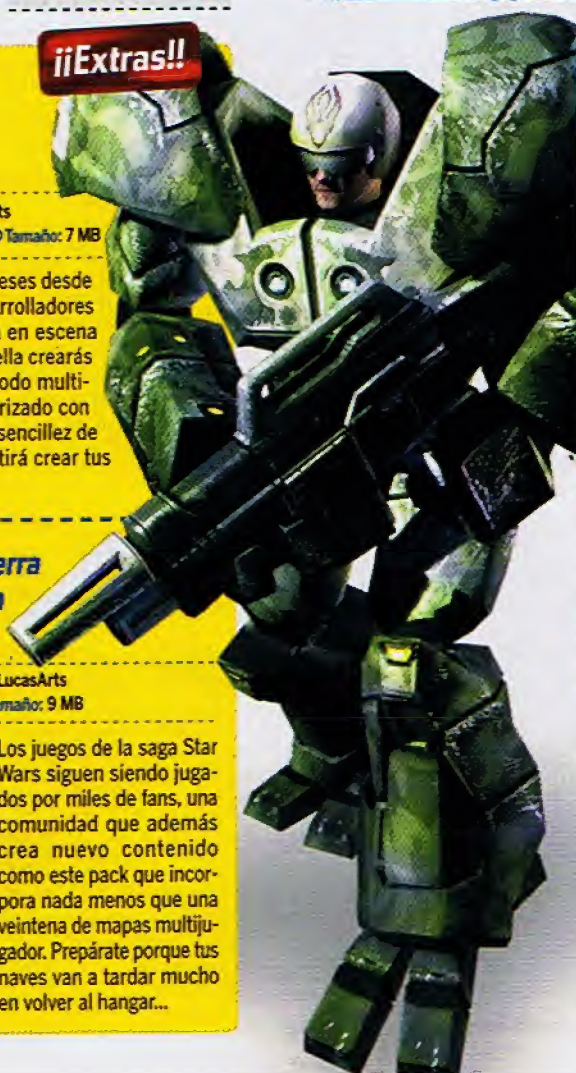 ¡¡Extras!!
ts
Tamaño: 7 MB
eses desde
rrolladores
en escena
ella crearás
odo multi-
rizado con
sencillez de
tirá crear tus
erra
LucasArts
maño: 9 MB
Los juegos de la saga Star
Wars siguen siendo juga-
dos por miles de fans, una
comunidad que además
crea nuevo contenido
como este pack que incor-
pora nada menos que una
veintena de mapas multiju-
gador. Prepárate porque tus
naves van a tardar mucho
en volver al hangar...